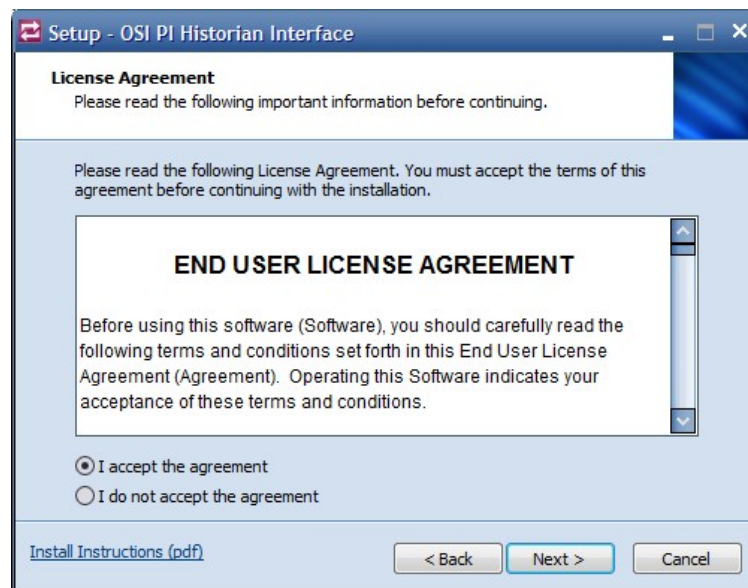 Setup - OSI PI Historian Interface
License Agreement
Please read the following important information before continuing.
Please read the following License Agreement. You must accept the terms of this
agreement before continuing with the installation.
END USER LICENSE AGREEMENT
Before using this software (Software), you should carefully read the
following terms and conditions set forth in this End User License
Agreement (Agreement).  Operating this Software indicates your
acceptance of these terms and conditions.
I accept the agreement
I do not accept the agreement
Install Instructions (pdf)
< Back
Next >
Cancel